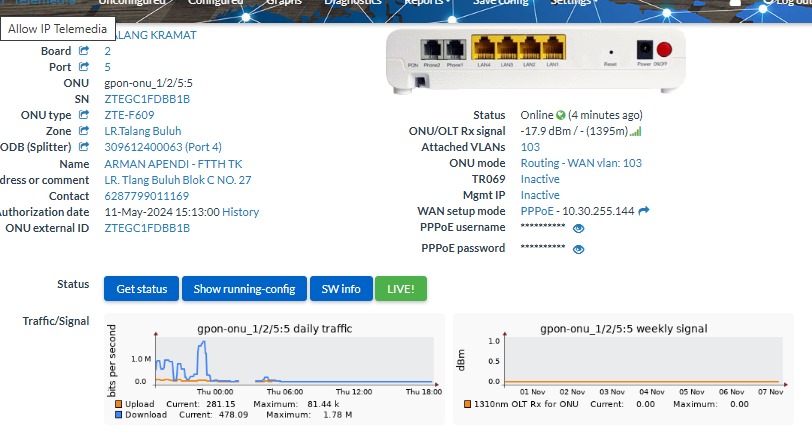 Unconfigured Configured Graphs Diagnostics Reports Save config Settings Log out
Allow IP Telemedia
TALANG KRAMAT
Board 2
Port 5
ONU gpon-onu_1/2/5:5
SN ZTEGC1FDBB1B
ONU type ZTE-F609
Zone LR.Talang Buluh
ODB (Splitter) 309612400063 (Port 4)
Name ARMAN APENDI - FTTH TK
dress or comment LR. Tlang Buluh Blok C NO. 27
Contact 6287799011169
uthorization date 11-May-2024 15:13:00 History
ONU external ID ZTEGC1FDBB1B
PON Phone2 Phone1 LAN4 LAN3 LAN2 LAN1 Reset Power ON/OFF
Status Online (4 minutes ago)
ONU/OLT Rx signal -17.9 dBm / - (1395m)
Attached VLANs 103
ONU mode Routing - WAN vlan: 103
TR069 Inactive
Mgmt IP Inactive
WAN setup mode PPPoE - 10.30.255.144
PPPoE username **********
PPPoE password **********
Status Get status Show running-config SW info LIVE!
Traffic/Signal
gpon-onu_1/2/5:5 daily traffic
bits per second
1.0 M
0.0
Thu 00:00 Thu 06:00 Thu 12:00 Thu 18:00
Upload Current: 281.15 Maximum: 81.44 k
Download Current: 478.09 Maximum: 1.78 M
gpon-onu_1/2/5:5 weekly signal
dBm
1.0
0.5
0.0
01 Nov 02 Nov 03 Nov 04 Nov 05 Nov 06 Nov 07 Nov
1310nm OLT Rx for ONU Current: 0.00 Maximum: 0.00